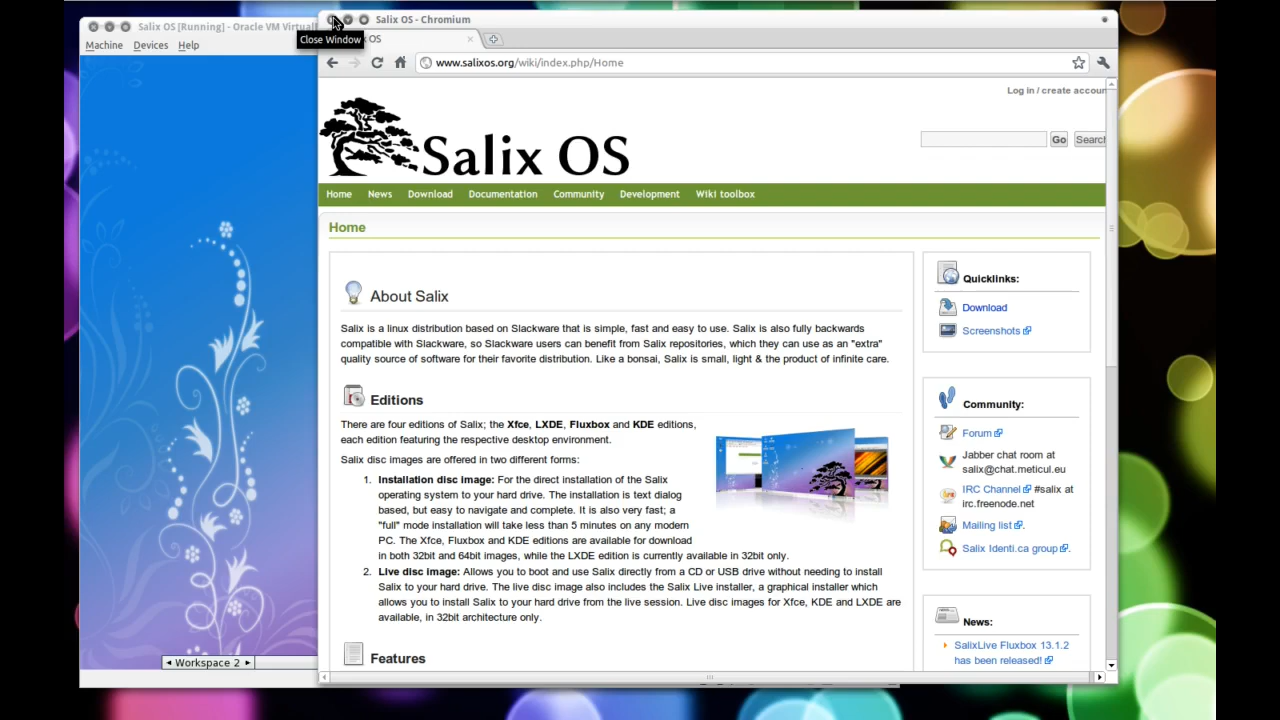 Salix OS [Running] - Oracle VM Virtual
Machine Devices Help
Salix OS - Chromium
Close Window
OS
www.salixos.org/wiki/index.php/Home
Log in / create accoun
Salix OS
Go Search
Home News Download Documentation Community Development Wiki toolbox
Home
About Salix
Salix is a linux distribution based on Slackware that is simple, fast and easy to use. Salix is also fully backwards
compatible with Slackware, so Slackware users can benefit from Salix repositories, which they can use as an "extra"
quality source of software for their favorite distribution. Like a bonsai, Salix is small, light & the product of infinite care.
Editions
There are four editions of Salix; the Xfce, LXDE, Fluxbox and KDE editions,
each edition featuring the respective desktop environment.
Salix disc images are offered in two different forms:
1. Installation disc image: For the direct installation of the Salix
operating system to your hard drive. The installation is text dialog
based, but easy to navigate and complete. It is also very fast; a
"full" mode installation will take less than 5 minutes on any modern
PC. The Xfce, Fluxbox and KDE editions are available for download
in both 32bit and 64bit images, while the LXDE edition is currently available in 32bit only.
2. Live disc image: Allows you to boot and use Salix directly from a CD or USB drive without needing to install
Salix to your hard drive. The live disc image also includes the Salix Live installer, a graphical installer which
allows you to install Salix to your hard drive from the live session. Live disc images for Xfce, KDE and LXDE are
available, in 32bit architecture only.
Features
Quicklinks:
Download
Screenshots
Community:
Forum
Jabber chat room at
salix@chat.meticul.eu
IRC Channel #salix at
irc.freenode.net
Mailing list.
Salix Identi.ca group.
News:
SalixLive Fluxbox 13.1.2
has been released!
Workspace 2